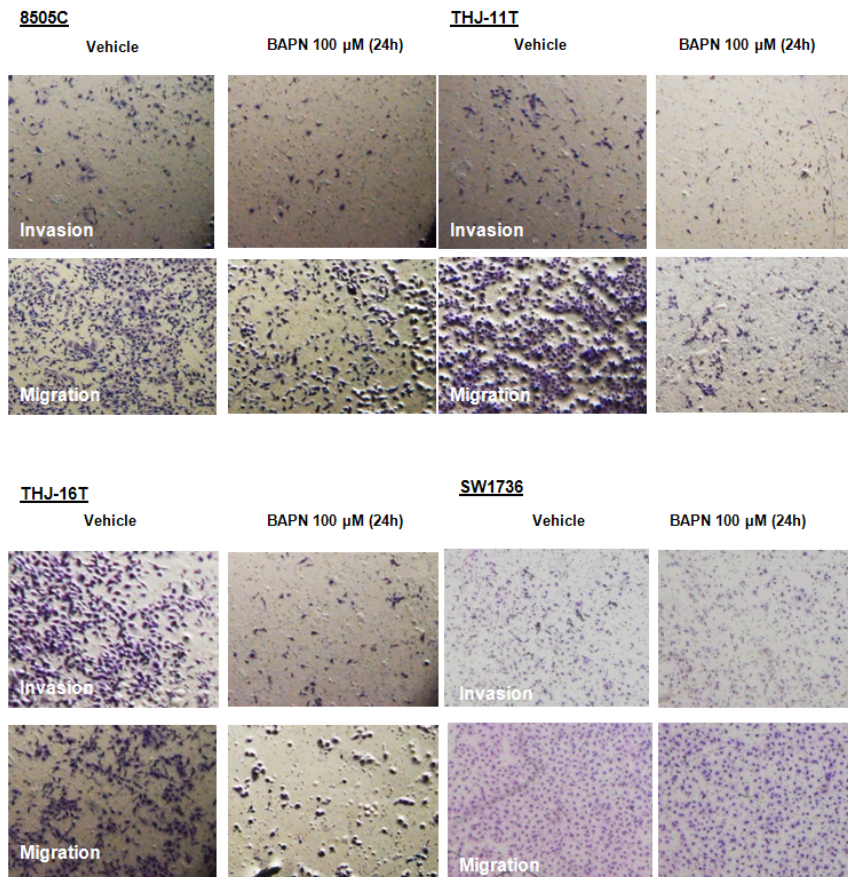 8505C
THJ-11T
Vehicle
BAPN 100 µM (24h)
Vehicle
BAPN 100 µM (24h)
Invasion
Invasion
Migration
Migration
THJ-16T
SW1736
Vehicle
BAPN 100 µM (24h)
Vehicle
BAPN 100 µM (24h)
Invasion
Invasion
Migration
Migration